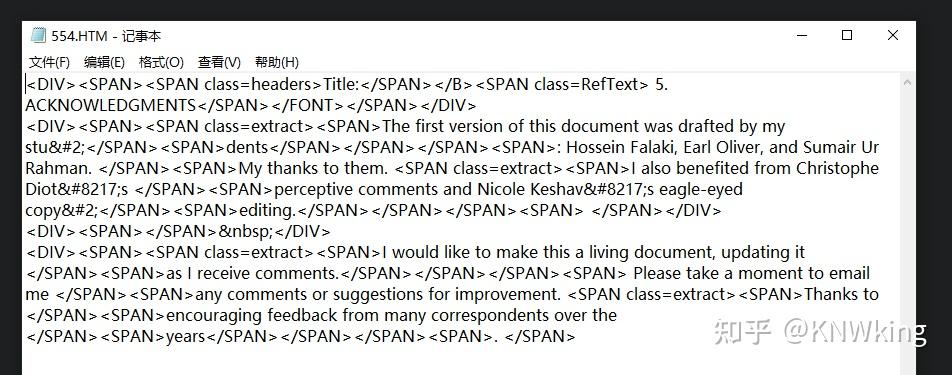 554.HTM - 记事本
文件(F) 编辑(E) 格式(O) 查看(V) 帮助(H)
<DIV><SPAN><SPAN class=headers>Title:</SPAN></B><SPAN class=RefText> 5.
ACKNOWLEDGMENTS</SPAN></FONT></SPAN></DIV>
<DIV><SPAN><SPAN class=extract><SPAN>The first version of this document was drafted by my
stu&#2;</SPAN><SPAN>dents</SPAN></SPAN></SPAN><SPAN>: Hossein Falaki, Earl Oliver, and Sumair Ur
Rahman. </SPAN><SPAN>My thanks to them. <SPAN class=extract><SPAN>I also benefited from Christophe
Diot&#8217;s </SPAN><SPAN>perceptive comments and Nicole Keshav&#8217;s eagle-eyed
copy&#2;</SPAN><SPAN>editing.</SPAN></SPAN></SPAN><SPAN> </SPAN></DIV>
<DIV><SPAN></SPAN>&nbsp;</DIV>
<DIV><SPAN><SPAN class=extract><SPAN>I would like to make this a living document, updating it
</SPAN><SPAN>as I receive comments.</SPAN></SPAN></SPAN><SPAN> Please take a moment to email
me </SPAN><SPAN>any comments or suggestions for improvement. <SPAN class=extract><SPAN>Thanks to
</SPAN><SPAN>encouraging feedback from many correspondents over the
</SPAN><SPAN>years</SPAN></SPAN></SPAN><SPAN>. </SPAN>
知乎 @KNWking